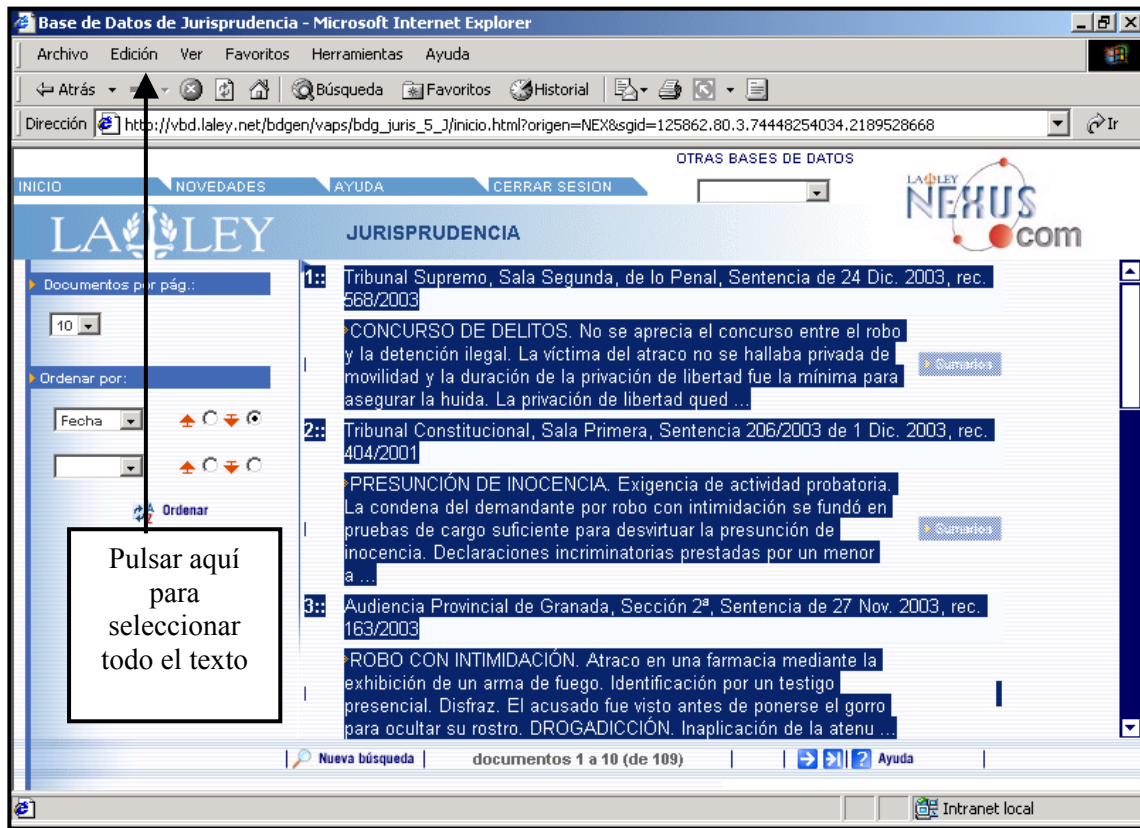 Base de Datos de Jurisprudencia - Microsoft Internet Explorer
Archivo Edición Ver Favoritos Herramientas Ayuda
Atrás Búsqueda Favoritos Historial
Dirección http://vbd.laley.net/bdgen/vaps/bdg_juris_5_J/inicio.html?origen=NEX&sgid=125862.80.3.74448254034.2189528668 Ir
OTRAS BASES DE DATOS
INICIO NOVEDADES AYUDA CERRAR SESION
LA LEY
NEXUS
com
LA LEY JURISPRUDENCIA
Documentos por pág.:
10
Ordenar por:
Fecha
Ordenar
Pulsar aquí
para
seleccionar
todo el texto
1:: Tribunal Supremo, Sala Segunda, de lo Penal, Sentencia de 24 Dic. 2003, rec.
568/2003
CONCURSO DE DELITOS. No se aprecia el concurso entre el robo
y la detención ilegal. La víctima del atraco no se hallaba privada de
movilidad y la duración de la privación de libertad fue la mínima para
asegurar la huida. La privación de libertad qued ...
Sumarios
2:: Tribunal Constitucional, Sala Primera, Sentencia 206/2003 de 1 Dic. 2003, rec.
404/2001
PRESUNCIÓN DE INOCENCIA. Exigencia de actividad probatoria.
La condena del demandante por robo con intimidación se fundó en
pruebas de cargo suficiente para desvirtuar la presunción de
inocencia. Declaraciones incriminatorias prestadas por un menor
a ...
Sumarios
3:: Audiencia Provincial de Granada, Sección 2ª, Sentencia de 27 Nov. 2003, rec.
163/2003
ROBO CON INTIMIDACIÓN. Atraco en una farmacia mediante la
exhibición de un arma de fuego. Identificación por un testigo
presencial. Disfraz. El acusado fue visto antes de ponerse el gorro
para ocultar su rostro. DROGADICCIÓN. Inaplicación de la atenu ...
Nueva búsqueda documentos 1 a 10 (de 109) Ayuda
Intranet local